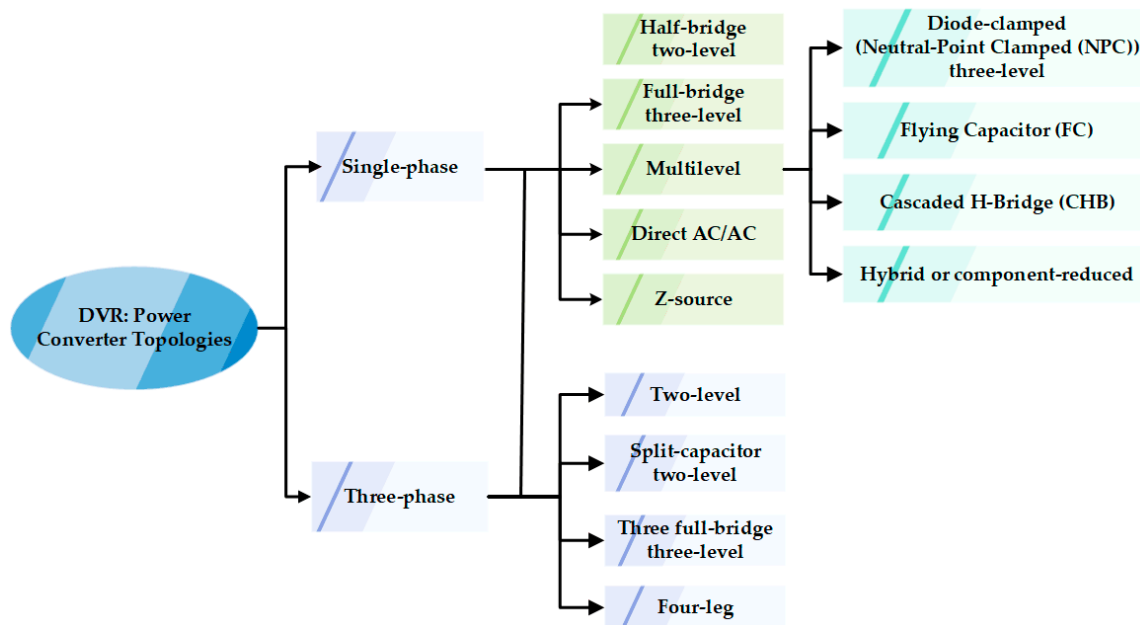 DVR: Power
Converter Topologies
Single-phase
Three-phase
Half-bridge
two-level
Full-bridge
three-level
Multilevel
Direct AC/AC
Z-source
Two-level
Split-capacitor
two-level
Three full-bridge
three-level
Four-leg
Diode-clamped
(Neutral-Point Clamped (NPC))
three-level
Flying Capacitor (FC)
Cascaded H-Bridge (CHB)
Hybrid or component-reduced